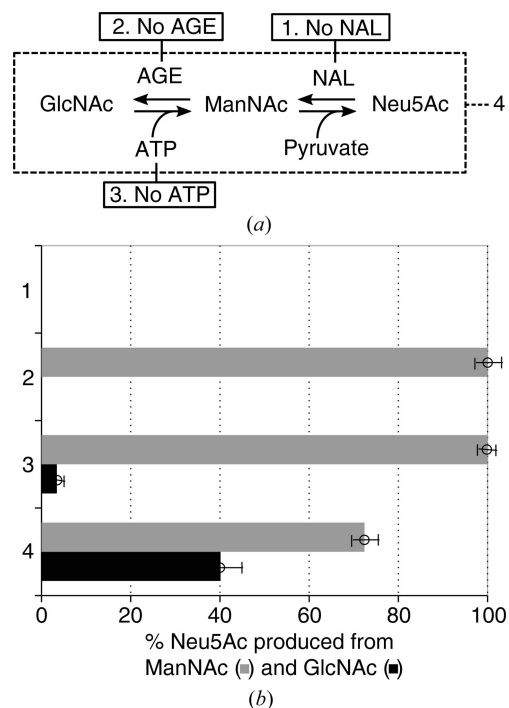 2. No AGE 1. No NAL
AGE NAL
GlcNAc ManNAc Neu5Ac 4
ATP Pyruvate
3. No ATP
(a)
1
2
3
4
0 20 40 60 80 100
% Neu5Ac produced from
ManNAc ( ) and GlcNAc ( )
(b)